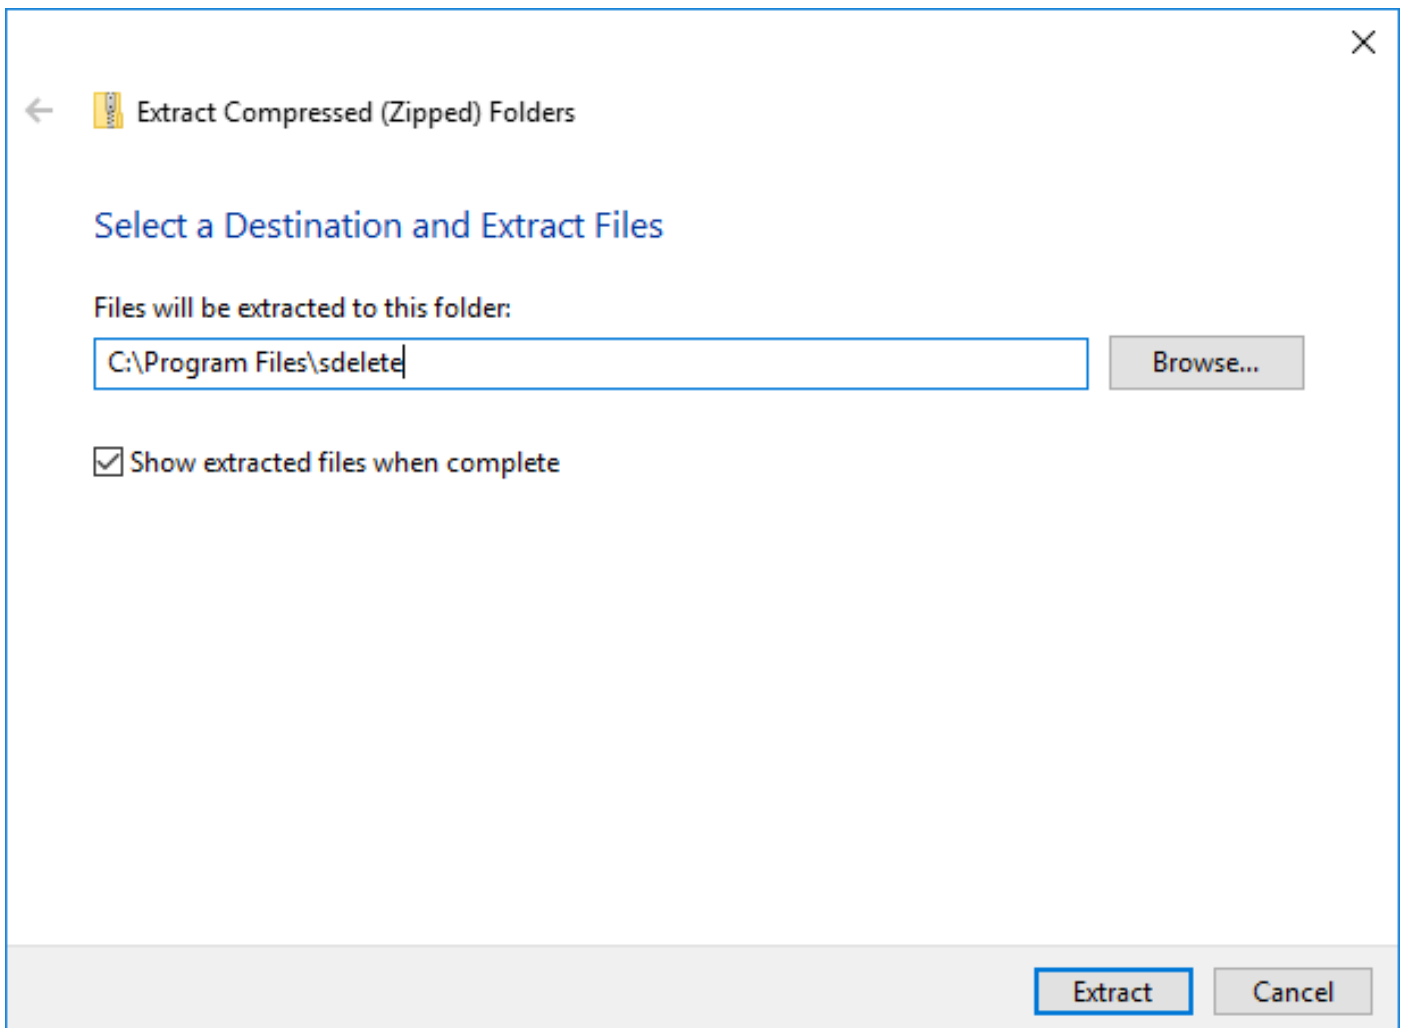 Extract Compressed (Zipped) Folders
Select a Destination and Extract Files
Files will be extracted to this folder:
C:\Program Files\sdelete
Browse...
Show extracted files when complete
Extract
Cancel